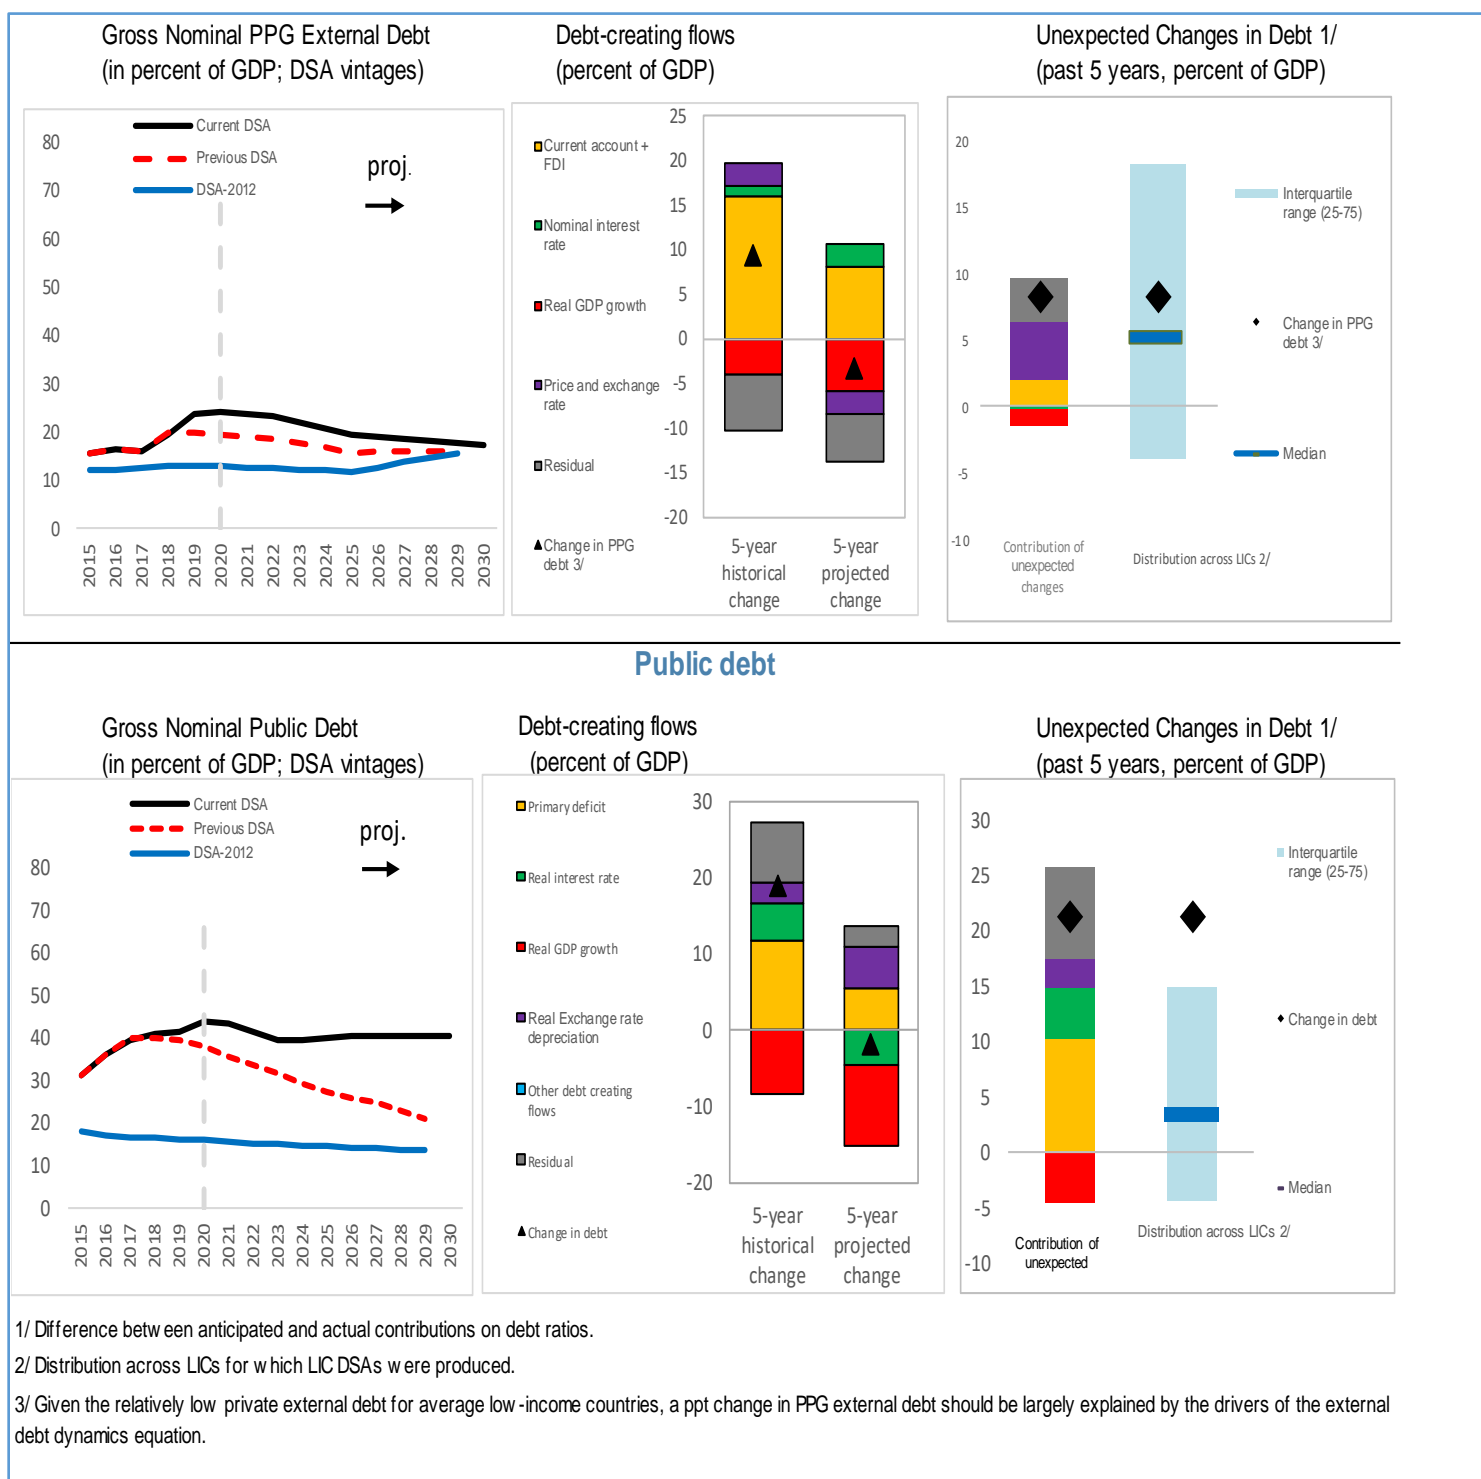 Gross Nominal PPG External Debt
(in percent of GDP; DSA vintages)
Debt-creating flows
(percent of GDP)
Unexpected Changes in Debt 1/
(past 5 years, percent of GDP)
Current DSA
Previous DSA
DSA-2012
proj.
80
70
60
50
40
30
20
10
0
2015
2016
2017
2018
2019
2020
2021
2022
2023
2024
2025
2026
2027
2028
2029
2030
Current account +
FDI
Nominal interest
rate
Real GDP growth
Price and exchange
rate
Residual
Change in PPG
debt 3/
25
20
15
10
5
0
-5
-10
-15
-20
5-year
historical
change
5-year
projected
change
20
15
10
5
0
-5
-10
Contribution of
unexpected
changes
Distribution across LICs 2/
Interquartile
range (25-75)
Change in PPG
debt 3/
Median
Public debt
Gross Nominal Public Debt
(in percent of GDP; DSA vintages)
Debt-creating flows
(percent of GDP)
Unexpected Changes in Debt 1/
(past 5 years, percent of GDP)
Current DSA
Previous DSA
DSA-2012
proj.
80
70
60
50
40
30
20
10
0
2015
2016
2017
2018
2019
2020
2021
2022
2023
2024
2025
2026
2027
2028
2029
2030
Primary deficit
Real interest rate
Real GDP growth
Real Exchange rate
depreciation
Other debt creating
flows
Residual
Change in debt
30
20
10
0
-10
-20
5-year
historical
change
5-year
projected
change
30
25
20
15
10
5
0
-5
-10
Contribution of
unexpected
Distribution across LICs 2/
Interquartile
range (25-75)
Change in debt
Median
1/ Difference between anticipated and actual contributions on debt ratios.
2/ Distribution across LICs for which LIC DSAs were produced.
3/ Given the relatively low private external debt for average low-income countries, a ppt change in PPG external debt should be largely explained by the drivers of the external
debt dynamics equation.